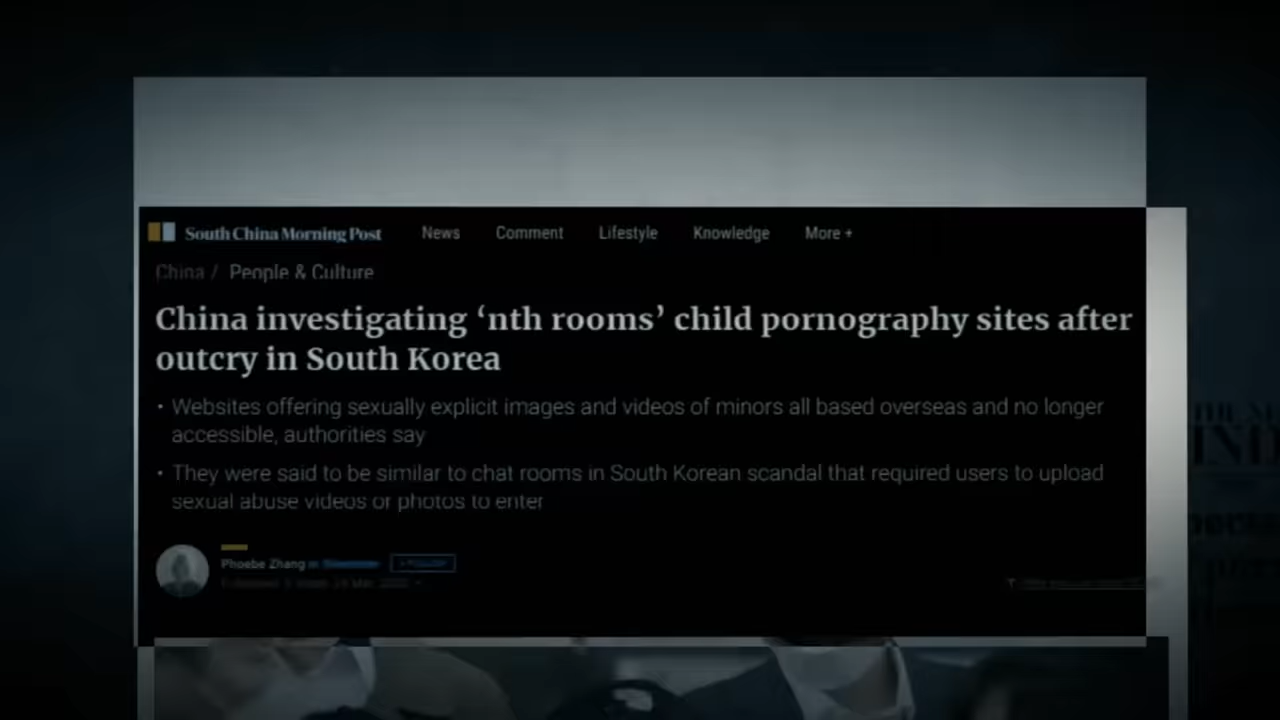 South China Morning Post News Comment Lifestyle Knowledge More +
China / People & Culture
China investigating ‘nth rooms’ child pornography sites after
outcry in South Korea
• Websites offering sexually explicit images and videos of minors all based overseas and no longer
accessible, authorities say
• They were said to be similar to chat rooms in South Korean scandal that required users to upload
sexual abuse videos or photos to enter
Phoebe Zhang